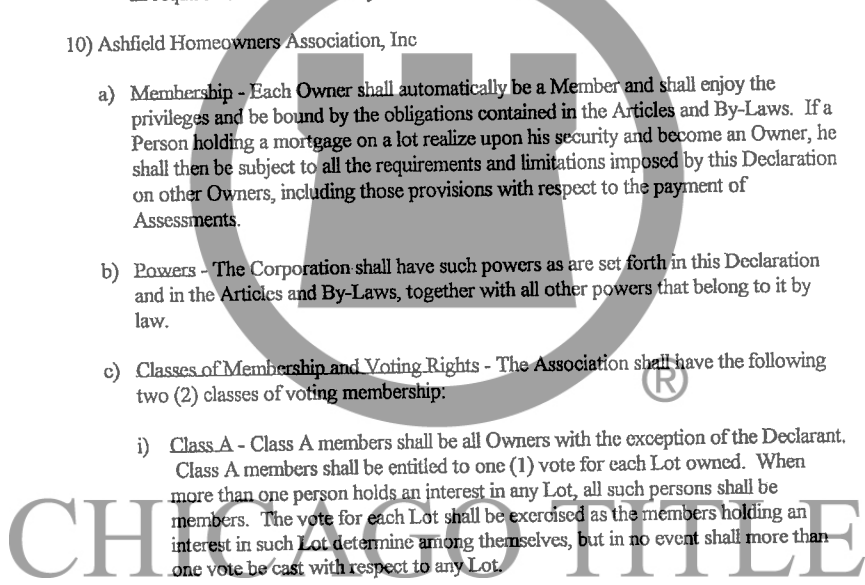 10) Ashfield Homeowners Association, Inc
a) Membership - Each Owner shall automatically be a Member and shall enjoy the
privileges and be bound by the obligations contained in the Articles and By-Laws. If a
Person holding a mortgage on a lot realize upon his security and become an Owner, he
shall then be subject to all the requirements and limitations imposed by this Declaration
on other Owners, including those provisions with respect to the payment of
Assessments.
b) Powers - The Corporation shall have such powers as are set forth in this Declaration
and in the Articles and By-Laws, together with all other powers that belong to it by
law.
c) Classes of Membership and Voting Rights - The Association shall have the following
two (2) classes of voting membership:
®
i) Class A - Class A members shall be all Owners with the exception of the Declarant.
Class A members shall be entitled to one (1) vote for each Lot owned. When
more than one person holds an interest in any Lot, all such persons shall be
members. The vote for each Lot shall be exercised as the members holding an
interest in such Lot determine among themselves, but in no event shall more than
one vote be cast with respect to any Lot.
CHICAGO TITLE